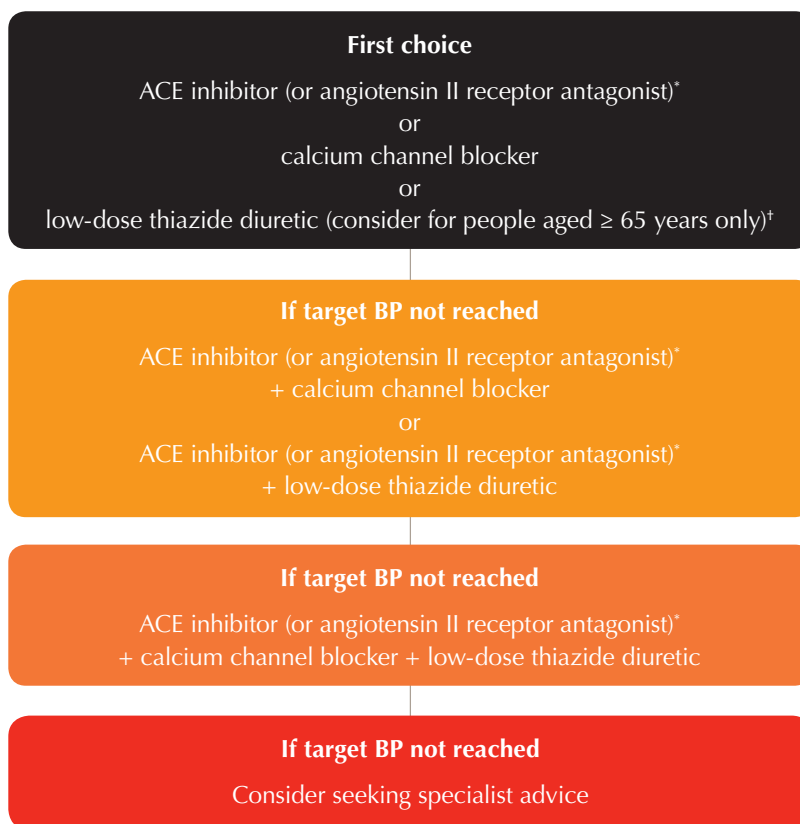 First choice
ACE inhibitor (or angiotensin II receptor antagonist)*
or
calcium channel blocker
or
low-dose thiazide diuretic (consider for people aged ≥ 65 years only)†
If target BP not reached
ACE inhibitor (or angiotensin II receptor antagonist)*
+ calcium channel blocker
or
ACE inhibitor (or angiotensin II receptor antagonist)*
+ low-dose thiazide diuretic
If target BP not reached
ACE inhibitor (or angiotensin II receptor antagonist)*
+ calcium channel blocker + low-dose thiazide diuretic
If target BP not reached
Consider seeking specialist advice